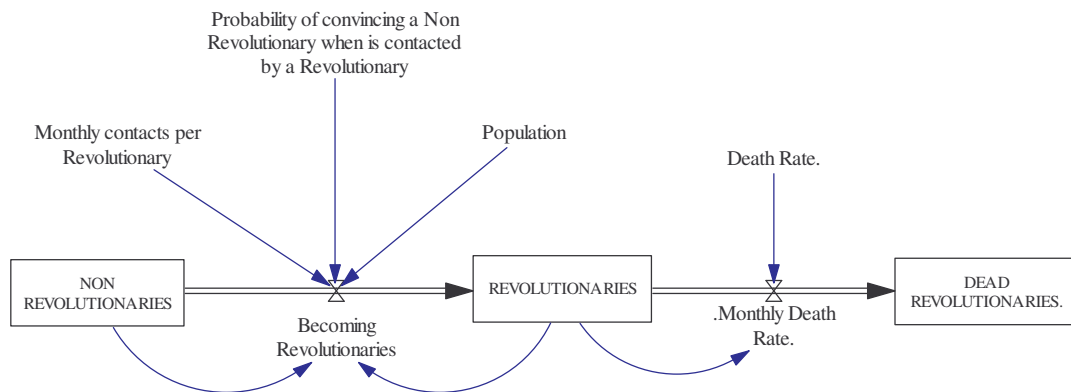 Probability of convincing a Non
Revolutionary when is contacted
by a Revolutionary
Monthly contacts per
Revolutionary
Population
Death Rate.
NON
REVOLUTIONARIES
REVOLUTIONARIES
DEAD
REVOLUTIONARIES.
Becoming
Revolutionaries
.Monthly Death
Rate.